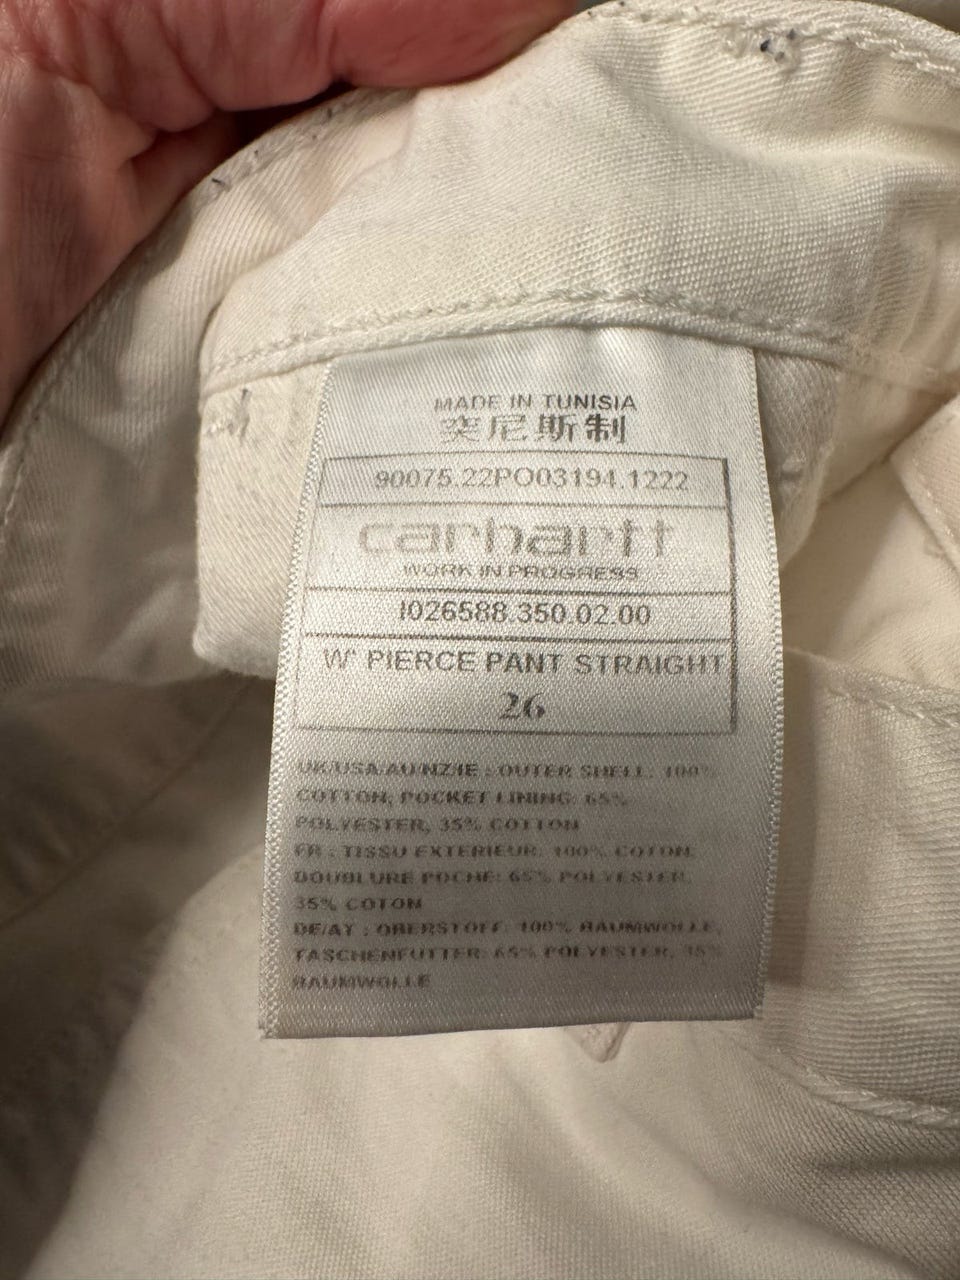 MADE IN TUNISIA
突尼斯制
90075.22PO03194.1222
carhartt
WORK IN PROGRESS
I026588.350.02.00
W' PIERCE PANT STRAIGHT
26
UK/USA/AU/NZ/IE : OUTER SHELL: 100%
COTTON, POCKET LINING: 65%
POLYESTER, 35% COTTON
FR : TISSU EXTERIEUR: 100% COTON,
DOUBLURE POCHE: 65% POLYESTER,
35% COTON
DE/AT : OBERSTOFF: 100% BAUMWOLLE,
TASCHENFUTTER: 65% POLYESTER, 35%
BAUMWOLLE